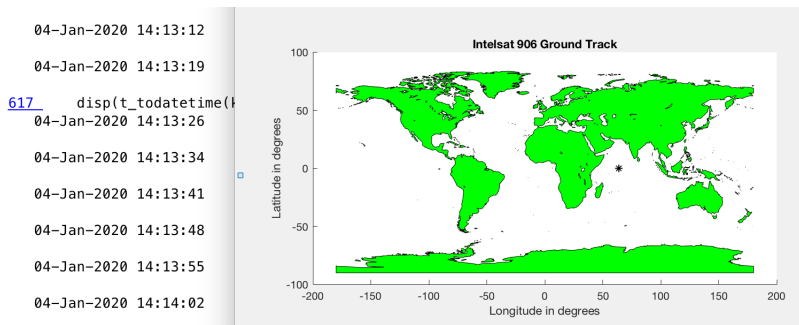 04-Jan-2020 14:13:12
04-Jan-2020 14:13:19
617 disp(t_todatetime(k
04-Jan-2020 14:13:26
04-Jan-2020 14:13:34
04-Jan-2020 14:13:41
04-Jan-2020 14:13:48
04-Jan-2020 14:13:55
04-Jan-2020 14:14:02
Intelsat 906 Ground Track
100
50
0
-50
-100
Latitude in degrees
-200 -150 -100 -50 0 50 100 150 200
Longitude in degrees